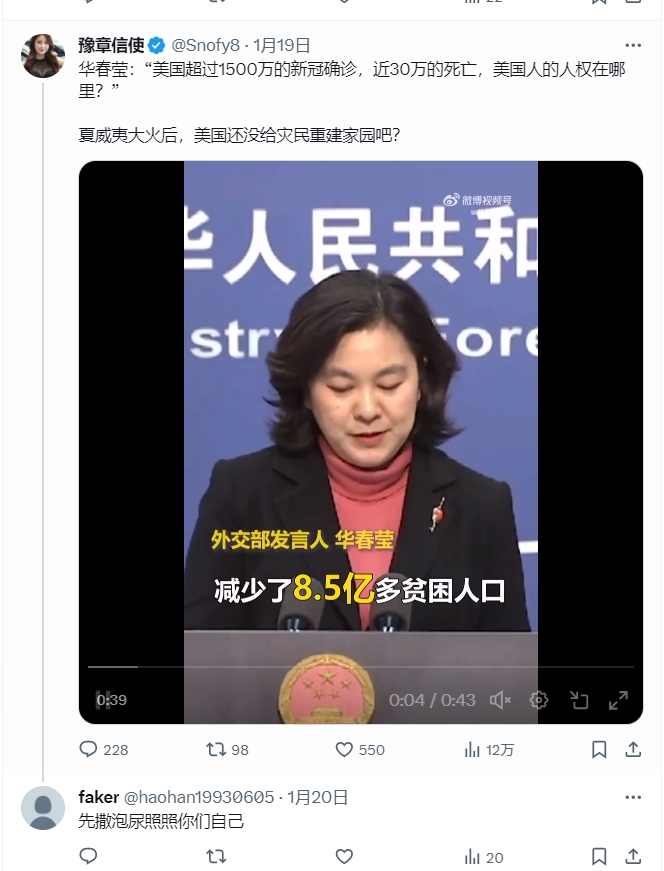 豫章信使 @Snofy8 · 1月19日
华春莹：“美国超过1500万的新冠确诊，近30万的死亡，美国人的人权在哪
里？”
夏威夷大火后，美国还没给灾民重建家园吧？
微博视频号
华人民共和
stry
Fore
外交部发言人 华春莹
减少了8.5亿多贫困人口
0:39
0:04 / 0:43
228 98 550 12万
faker @haohan19930605 · 1月20日
先撒泡尿照照你们自己
20